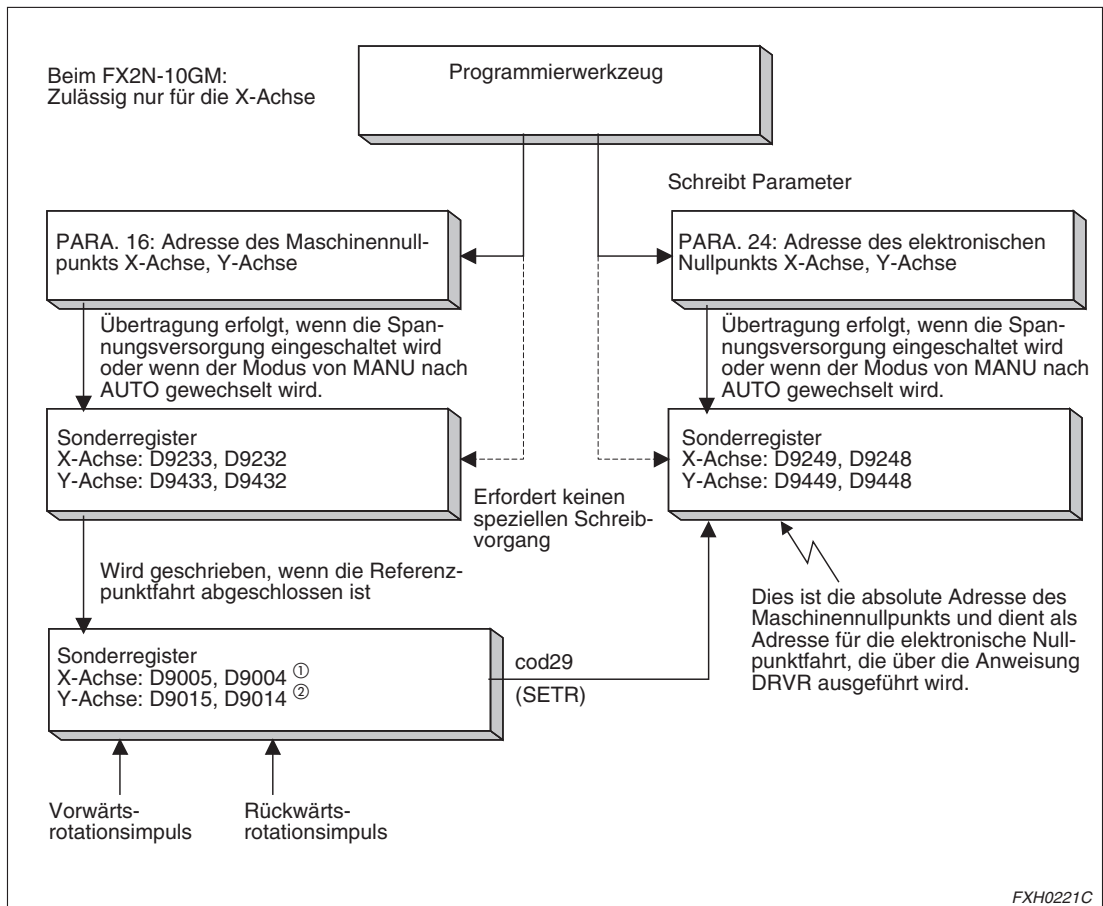 Beim FX2N-10GM:
Zulässig nur für die X-Achse
Programmierwerkzeug
Schreibt Parameter
PARA. 16: Adresse des Maschinennull-
punkts X-Achse, Y-Achse
PARA. 24: Adresse des elektronischen
Nullpunkts X-Achse, Y-Achse
Übertragung erfolgt, wenn die Span-
nungsversorgung eingeschaltet wird
oder wenn der Modus von MANU nach
AUTO gewechselt wird.
Übertragung erfolgt, wenn die Span-
nungsversorgung eingeschaltet wird
oder wenn der Modus von MANU nach
AUTO gewechselt wird.
Sonderregister
X-Achse: D9233, D9232
Y-Achse: D9433, D9432
Sonderregister
X-Achse: D9249, D9248
Y-Achse: D9449, D9448
Erfordert keinen
speziellen Schreib-
vorgang
Wird geschrieben, wenn die Referenz-
punktfahrt abgeschlossen ist
Dies ist die absolute Adresse des
Maschinennullpunkts und dient als
Adresse für die elektronische Null-
punktfahrt, die über die Anweisung
DRVR ausgeführt wird.
Sonderregister
X-Achse: D9005, D9004 ①
Y-Achse: D9015, D9014 ②
cod29
(SETR)
Vorwärts-
rotationsimpuls
Rückwärts-
rotationsimpuls
FXH0221C